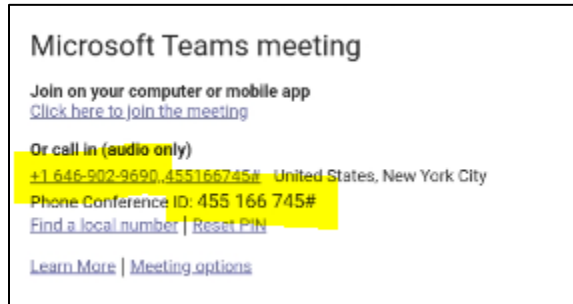 Microsoft Teams meeting
Join on your computer or mobile app
Click here to join the meeting
Or call in (audio only)
+1 646-902-9690,,455166745# United States, New York City
Phone Conference ID: 455 166 745#
Find a local number | Reset PIN
Learn More | Meeting options